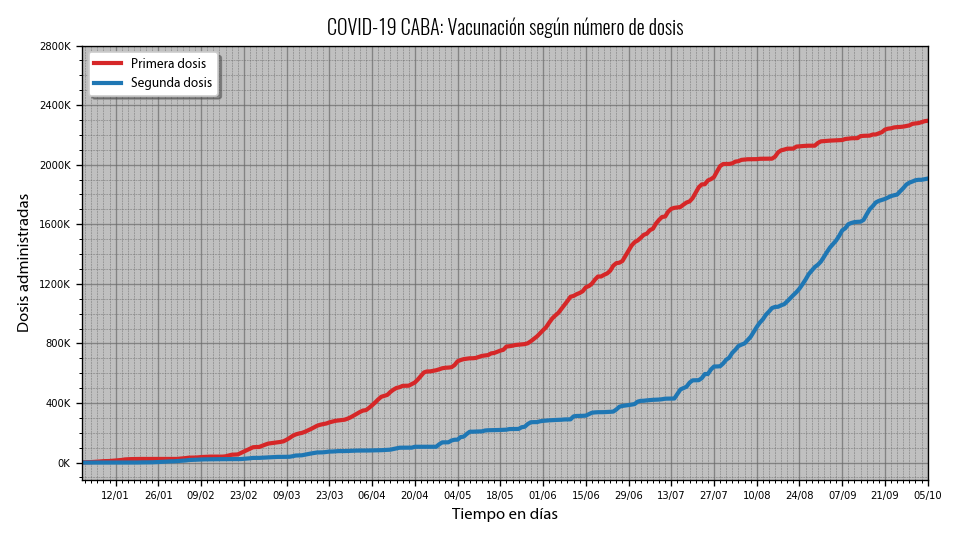 COVID-19 CABA: Vacunación según número de dosis
Primera dosis
Segunda dosis
Dosis administradas
2800K
2400K
2000K
1600K
1200K
800K
400K
0K
12/01 26/01 09/02 23/02 09/03 23/03 06/04 20/04 04/05 18/05 01/06 15/06 29/06 13/07 27/07 10/08 24/08 07/09 21/09 05/10
Tiempo en días